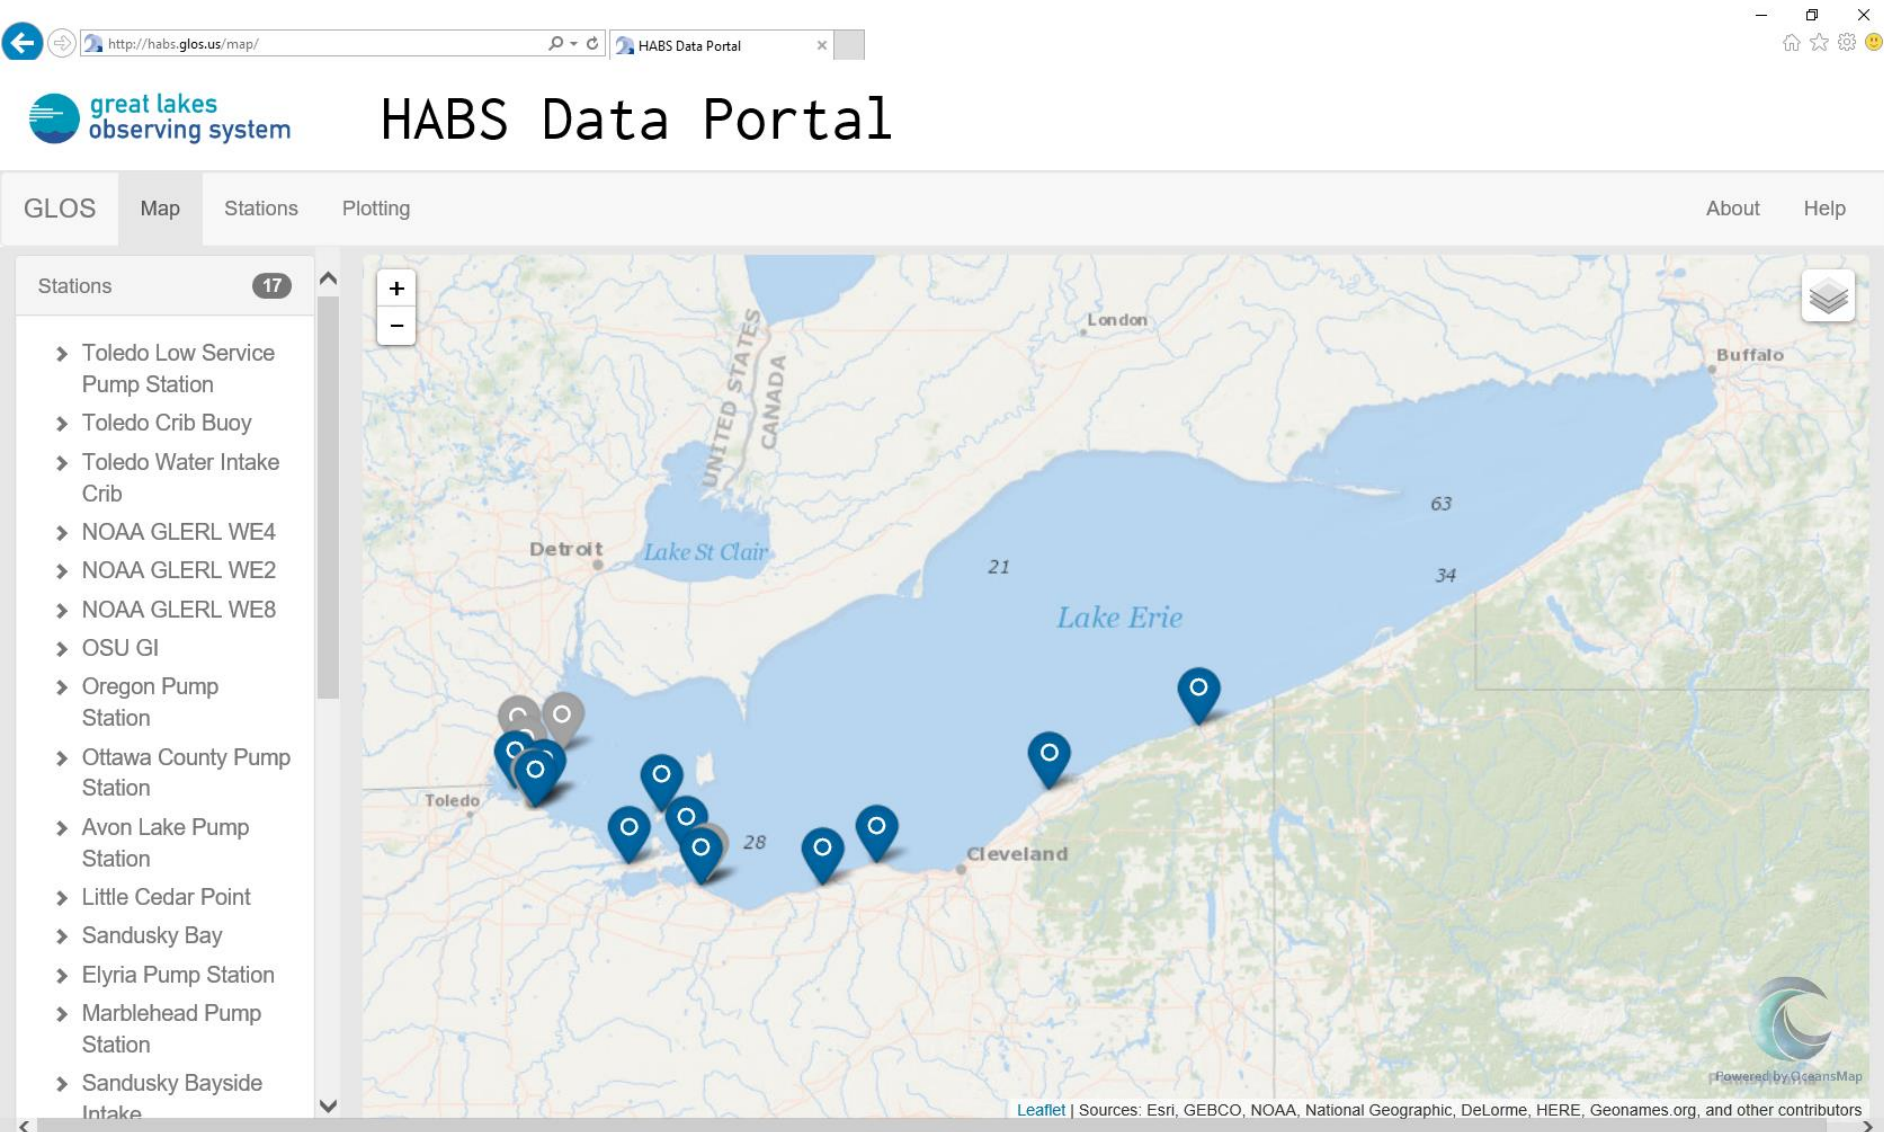 http://habs.glos.us/map/
HABS Data Portal
great lakes
observing system
HABS Data Portal
GLOS
Map
Stations
Plotting
About
Help
Stations
17
Toledo Low Service
Pump Station
Toledo Crib Buoy
Toledo Water Intake
Crib
NOAA GLERL WE4
NOAA GLERL WE2
NOAA GLERL WE8
OSU GI
Oregon Pump
Station
Ottawa County Pump
Station
Avon Lake Pump
Station
Little Cedar Point
Sandusky Bay
Elyria Pump Station
Marblehead Pump
Station
Sandusky Bayside
Intake
+
−
UNITED STATES
CANADA
London
Buffalo
Detroit
Lake St Clair
63
21
34
Lake Erie
Toledo
28
Cleveland
Powered by OceansMap
Leaflet | Sources: Esri, GEBCO, NOAA, National Geographic, DeLorme, HERE, Geonames.org, and other contributors